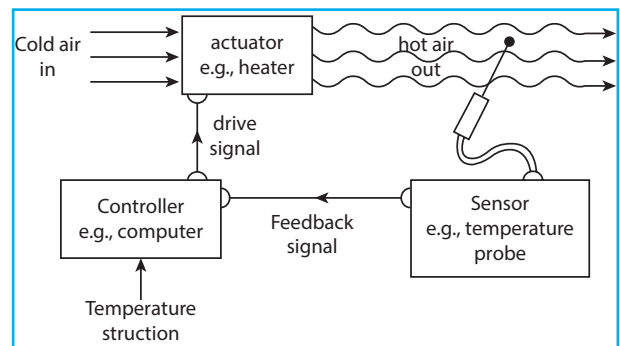 Cold air
in
actuator
e.g., heater
hot air
out
drive
signal
Controller
e.g., computer
Feedback
signal
Sensor
e.g., temperature
probe
Temperature
struction